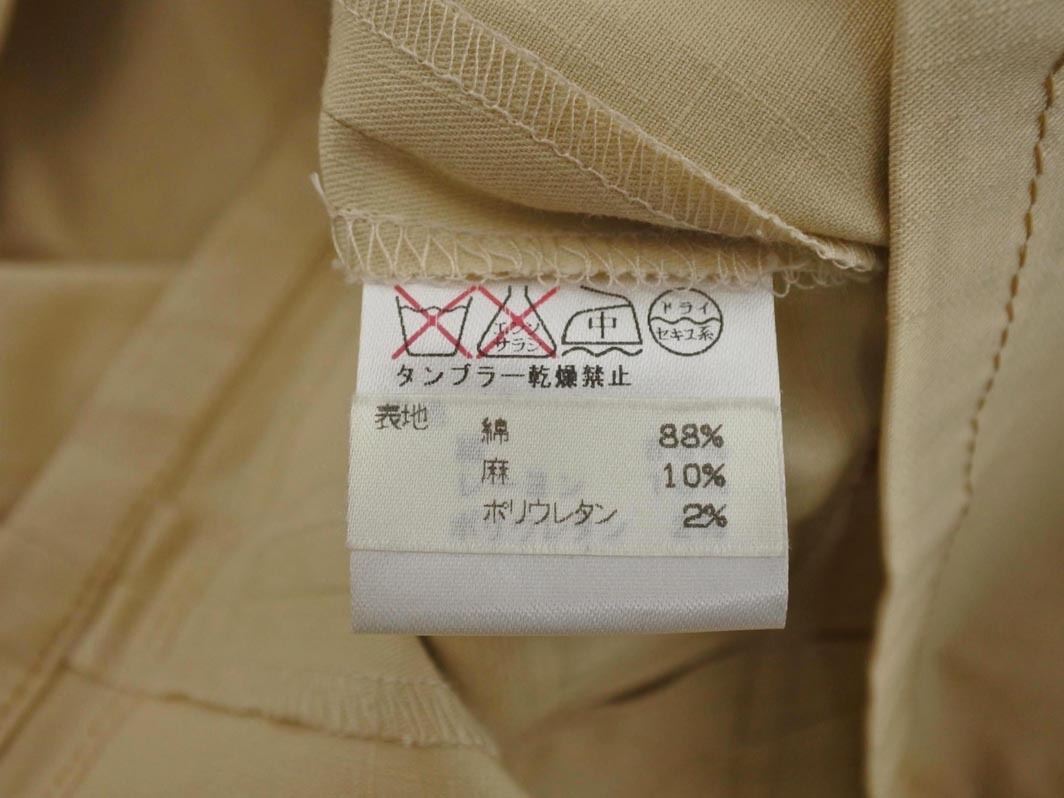 エンソ
サラシ
中
ドライ
セキユ系
タンブラー乾燥禁止
表地
綿 88%
麻 10%
ポリウレタン 2%